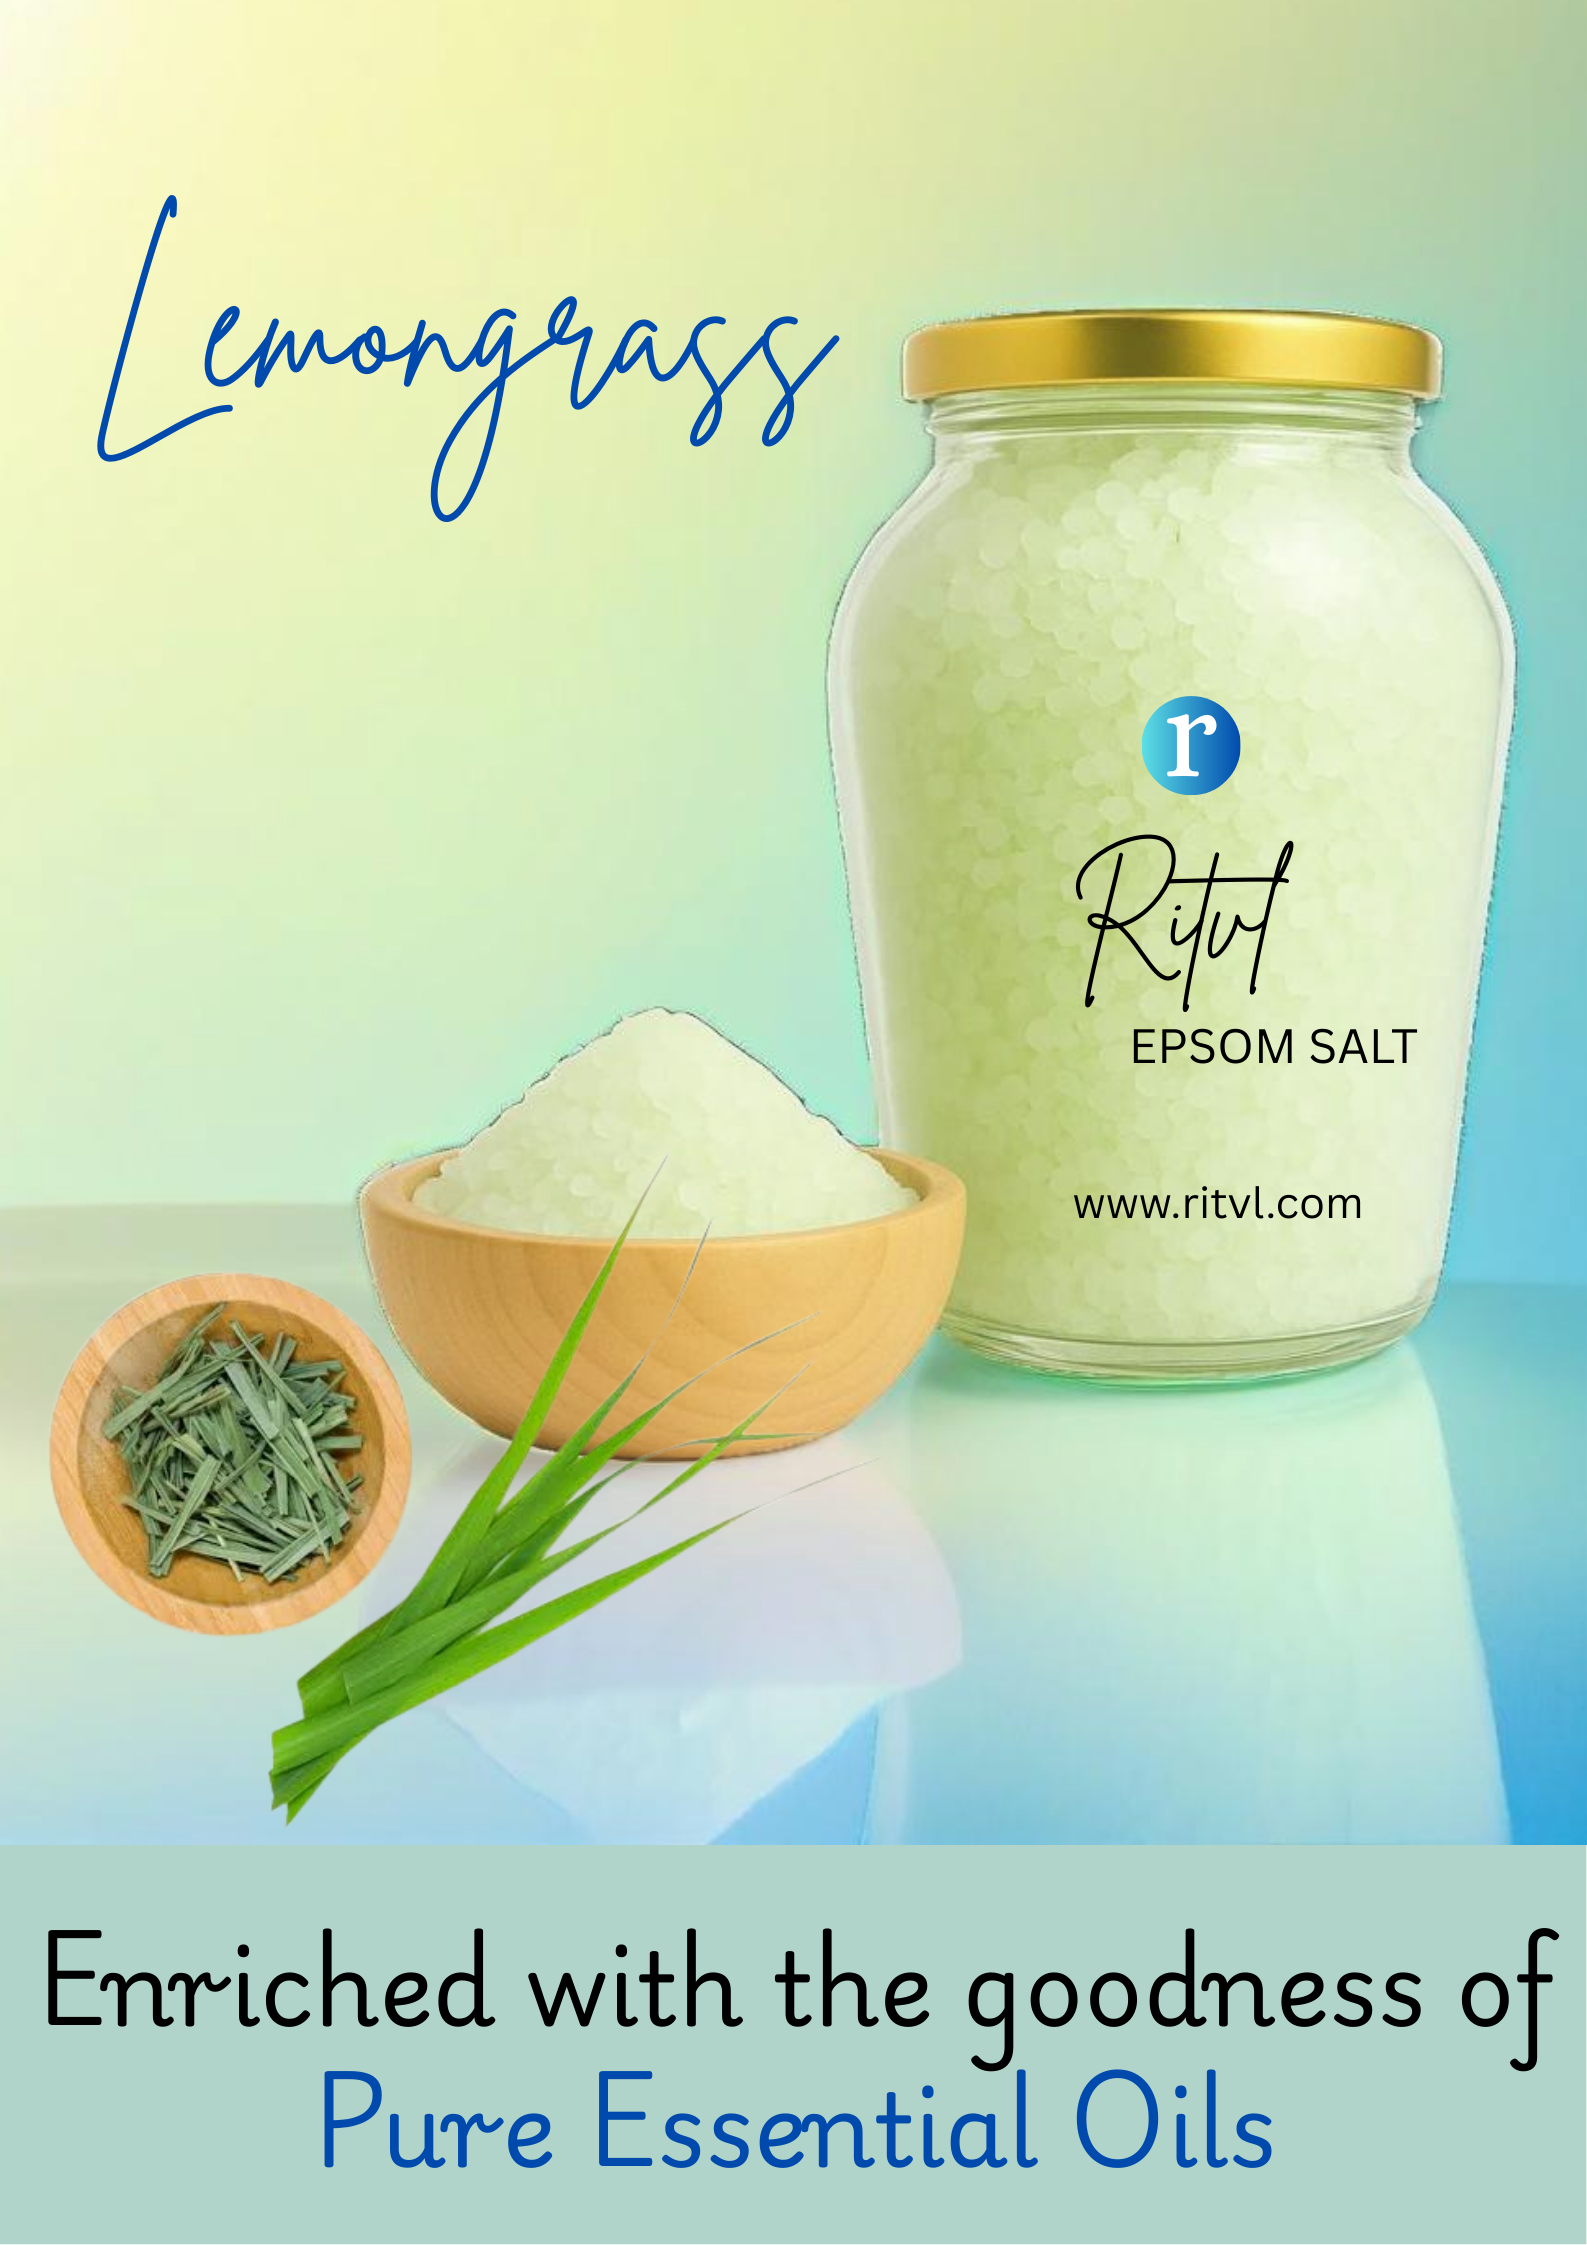 Lemongrass
r
Ritvl
EPSOM SALT
www.ritvl.com
Enriched with the goodness of
Pure Essential Oils